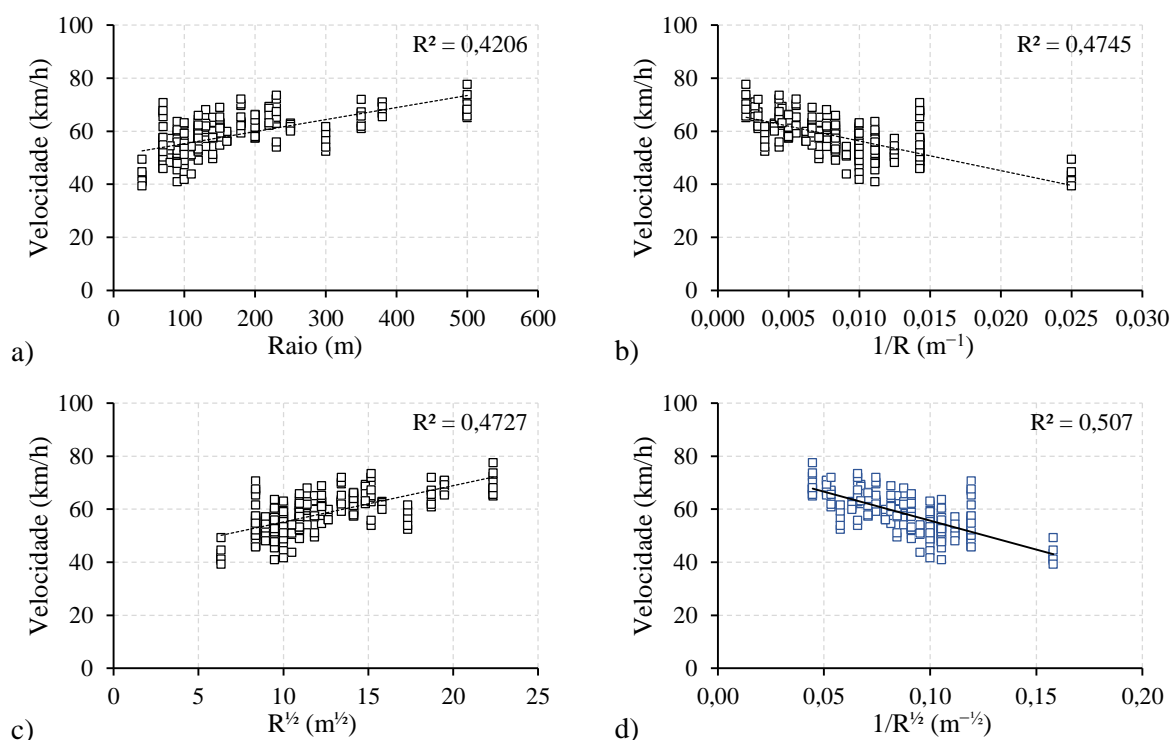 R² = 0,4206
Velocidade (km/h)
100
80
60
40
20
0
0 100 200 300 400 500 600
Raio (m)
a)
R² = 0,4745
Velocidade (km/h)
100
80
60
40
20
0
0,000 0,005 0,010 0,015 0,020 0,025 0,030
1/R (m⁻¹)
b)
R² = 0,4727
Velocidade (km/h)
100
80
60
40
20
0
0 5 10 15 20 25
R^½ (m^½)
c)
R² = 0,507
Velocidade (km/h)
100
80
60
40
20
0
0,00 0,05 0,10 0,15 0,20
1/R^½ (m^−½)
d)